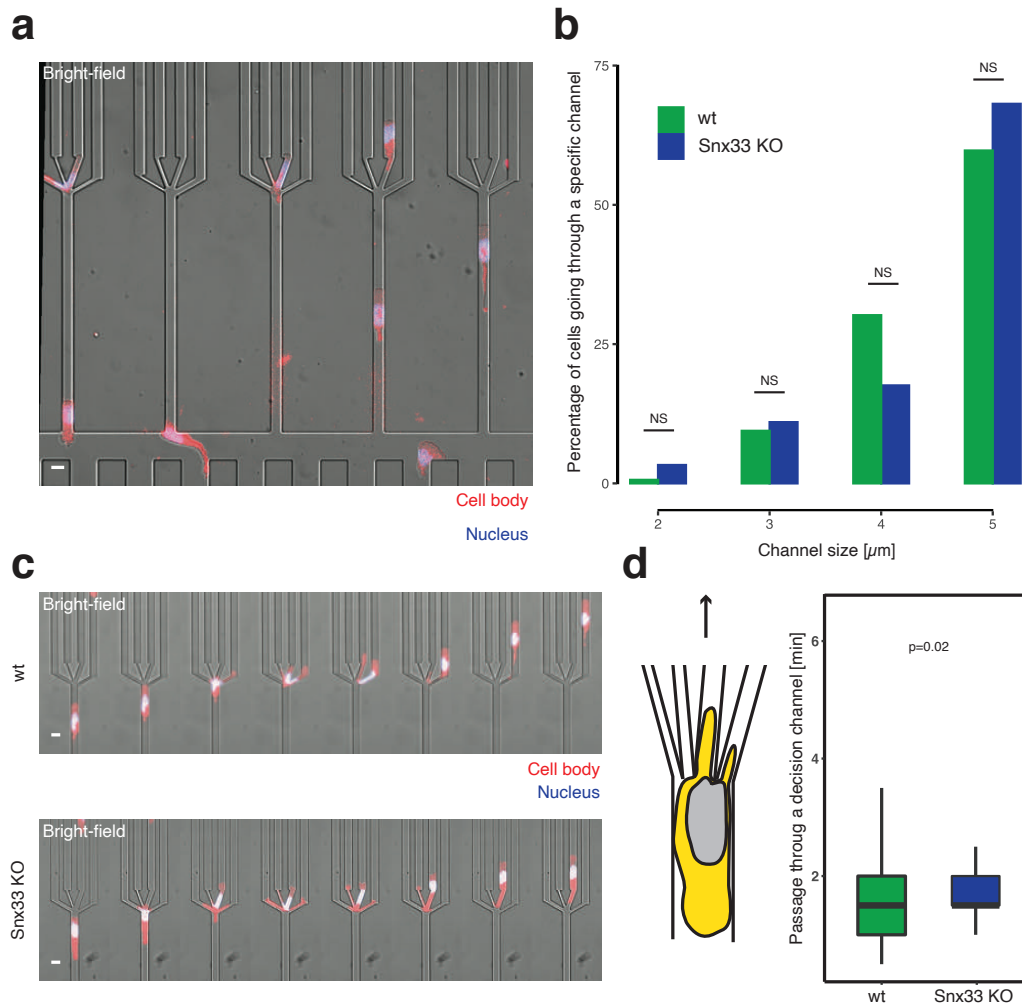 a
Bright-field
Cell body
Nucleus
b
Percentage of cells going through a specific channel
75
50
25
0
wt
Snx33 KO
NS
NS
NS
NS
2
3
4
5
Channel size [µm]
c
wt
Bright-field
Cell body
Nucleus
Snx33 KO
Bright-field
d
Passage throug a decision channel [min]
6
4
2
p=0.02
wt
Snx33 KO